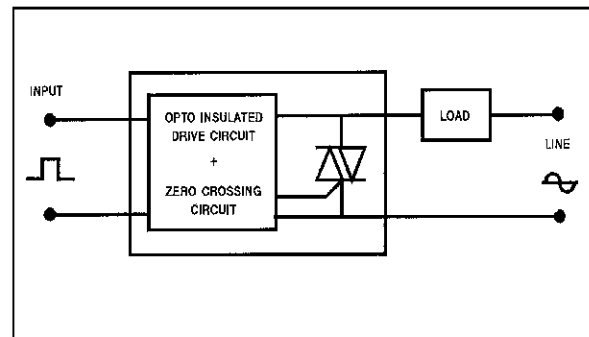 INPUT
OPTO INSULATED
DRIVE CIRCUIT
+
ZERO CROSSING
CIRCUIT
LOAD
LINE